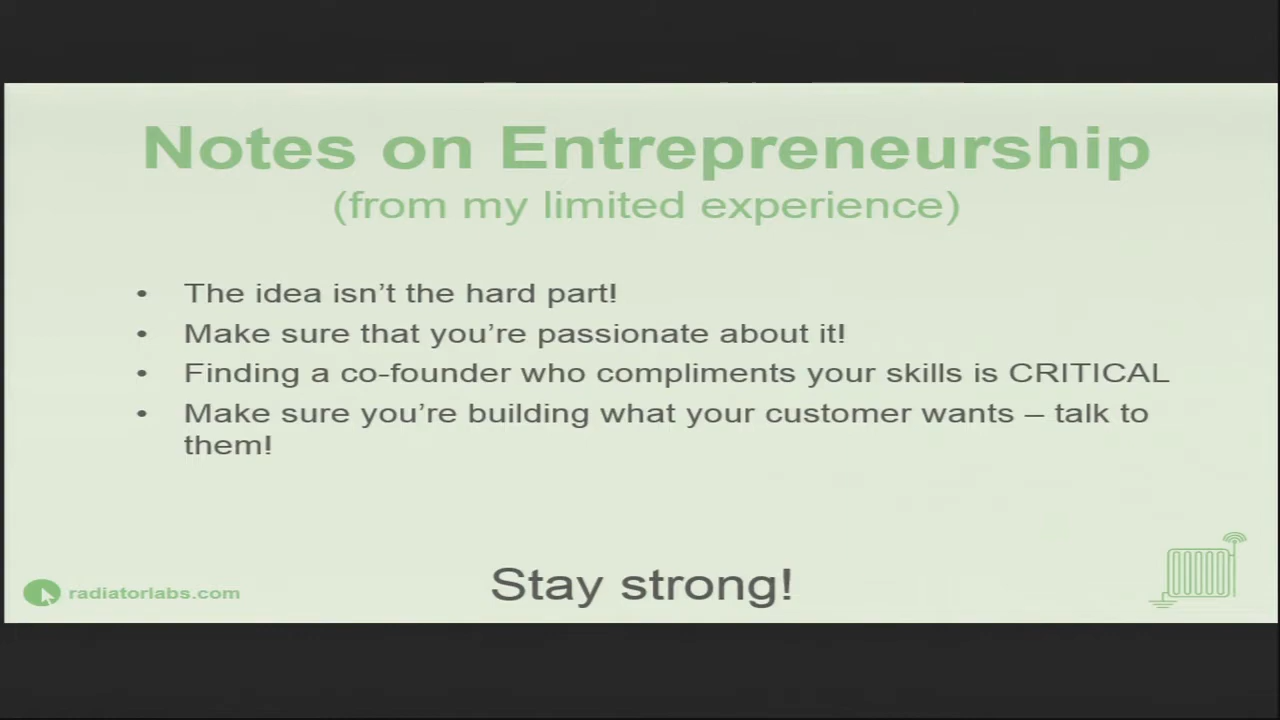 Notes on Entrepreneurship
(from my limited experience)
• The idea isn’t the hard part!
• Make sure that you’re passionate about it!
• Finding a co-founder who compliments your skills is CRITICAL
• Make sure you’re building what your customer wants – talk to
them!
Stay strong!
radiatorlabs.com